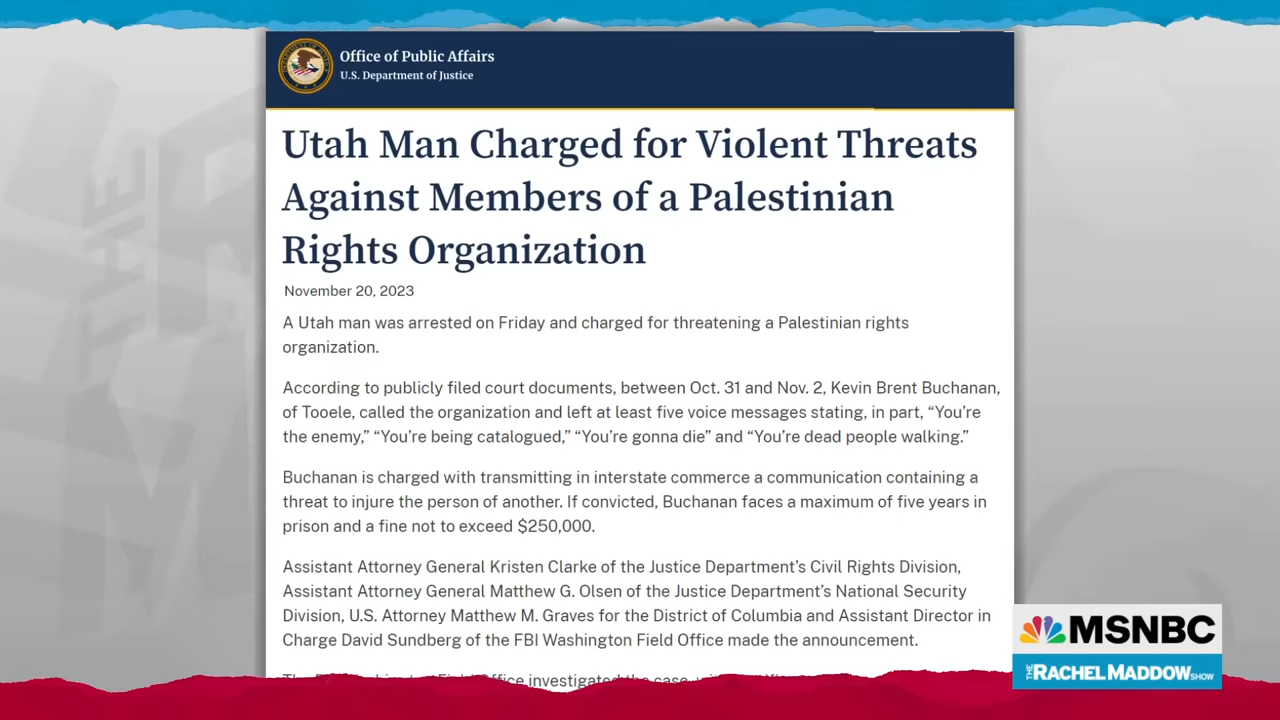 Office of Public Affairs
U.S. Department of Justice
Utah Man Charged for Violent Threats
Against Members of a Palestinian
Rights Organization
November 20, 2023
A Utah man was arrested on Friday and charged for threatening a Palestinian rights
organization.
According to publicly filed court documents, between Oct. 31 and Nov. 2, Kevin Brent Buchanan,
of Tooele, called the organization and left at least five voice messages stating, in part, “You’re
the enemy,” “You’re being catalogued,” “You’re gonna die” and “You’re dead people walking.”
Buchanan is charged with transmitting in interstate commerce a communication containing a
threat to injure the person of another. If convicted, Buchanan faces a maximum of five years in
prison and a fine not to exceed $250,000.
Assistant Attorney General Kristen Clarke of the Justice Department’s Civil Rights Division,
Assistant Attorney General Matthew G. Olsen of the Justice Department’s National Security
Division, U.S. Attorney Matthew M. Graves for the District of Columbia and Assistant Director in
Charge David Sundberg of the FBI Washington Field Office made the announcement.
investigated the case
MSNBC
THE RACHEL MADDOW SHOW